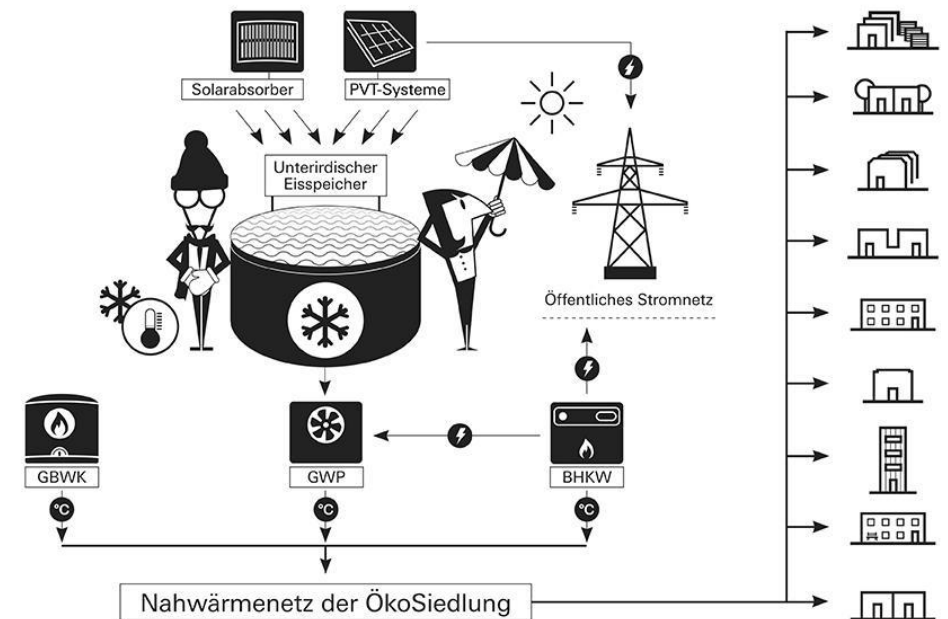 Solarabsorber
PVT-Systeme
Unterirdischer
Eisspeicher
Öffentliches Stromnetz
GBWK
GWP
BHKW
°C
°C
°C
Nahwärmenetz der ÖkoSiedlung